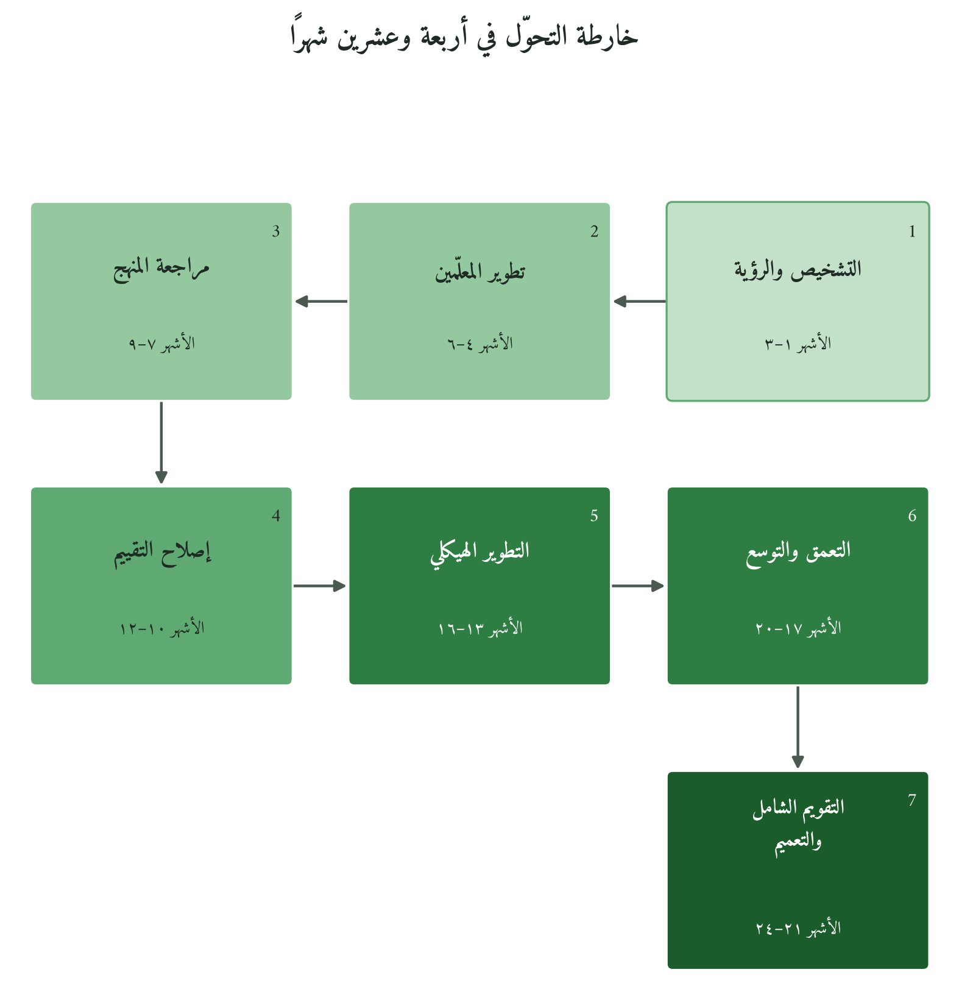 خارطة التحوّل في أربعة وعشرين شهرًا
1
التشخيص والرؤية
الأشهر ١-٣
2
تطوير المعلّمين
الأشهر ٤-٦
3
مراجعة المنهج
الأشهر ٧-٩
4
إصلاح التقييم
الأشهر ١٠-١٢
5
التطوير الهيكلي
الأشهر ١٣-١٦
6
التعمق والتوسع
الأشهر ١٧-٢٠
7
التقويم الشامل
والتعميم
الأشهر ٢١-٢٤